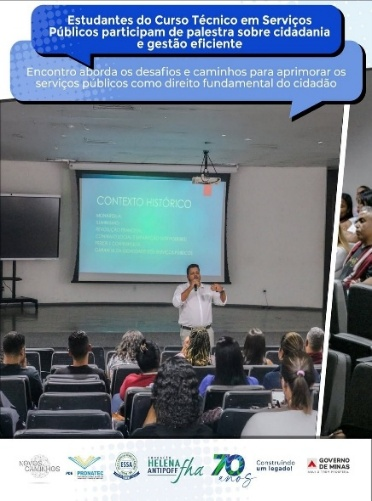 Estudantes do Curso Técnico em Serviços
Públicos participam de palestra sobre cidadania
e gestão eficiente
Encontro aborda os desafios e caminhos para aprimorar os
serviços públicos como direito fundamental do cidadão
CONTEXTO HISTÓRICO
NOVOS
CAMINHOS
PRONATEC
ESSA
HELENA
ANTIPOFF
fha
70
anos
Construindo
um legado!
GOVERNO
DE MINAS